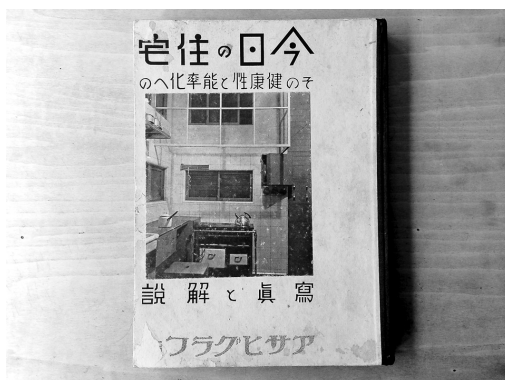 今日の住宅
その健康性と能率化への
寫眞と解説
アサヒグラフ